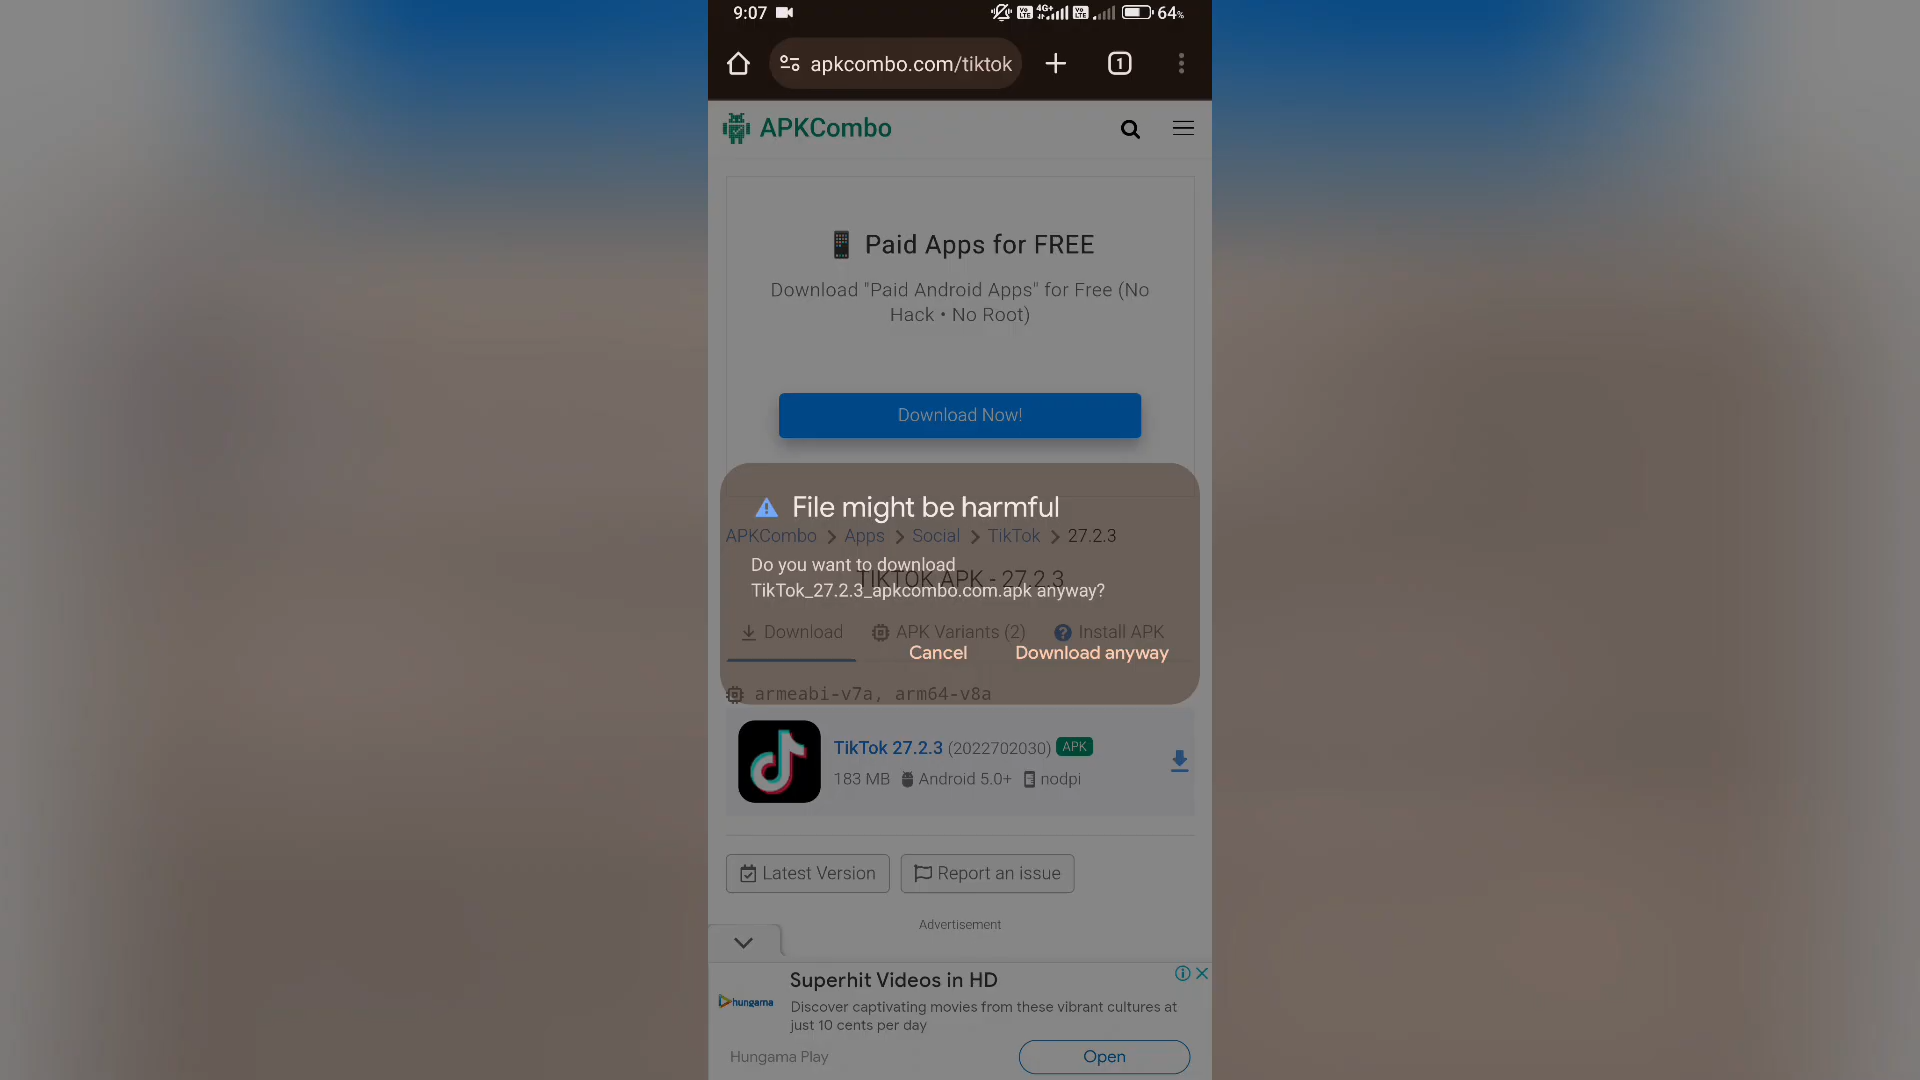 9:07
4G+ 64%
apkcombo.com/tiktok
1
APKCombo
Paid Apps for FREE
Download "Paid Android Apps" for Free (No
Hack • No Root)
Download Now!
File might be harmful
APKCombo > Apps > Social > TikTok > 27.2.3
Do you want to download
TIKTOK APK - 27.2.3
TikTok_27.2.3_apkcombo.com.apk anyway?
Download APK Variants (2) Install APK
Cancel Download anyway
armeabi-v7a, arm64-v8a
TikTok 27.2.3 (2022702030) APK
183 MB Android 5.0+ nodpi
Latest Version Report an issue
Advertisement
Superhit Videos in HD
hungama
Discover captivating movies from these vibrant cultures at
just 10 cents per day
Hungama Play
Open